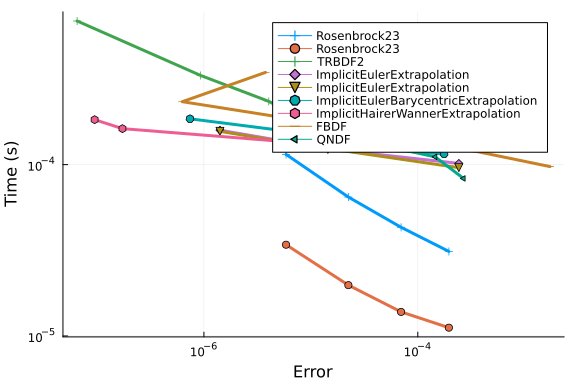 Rosenbrock23
Rosenbrock23
TRBDF2
ImplicitEulerExtrapolation
ImplicitEulerExtrapolation
ImplicitEulerBarycentricExtrapolation
ImplicitHairerWannerExtrapolation
FBDF
QNDF
Time (s)
10⁻⁴
10⁻⁵
10⁻⁶
10⁻⁴
Error